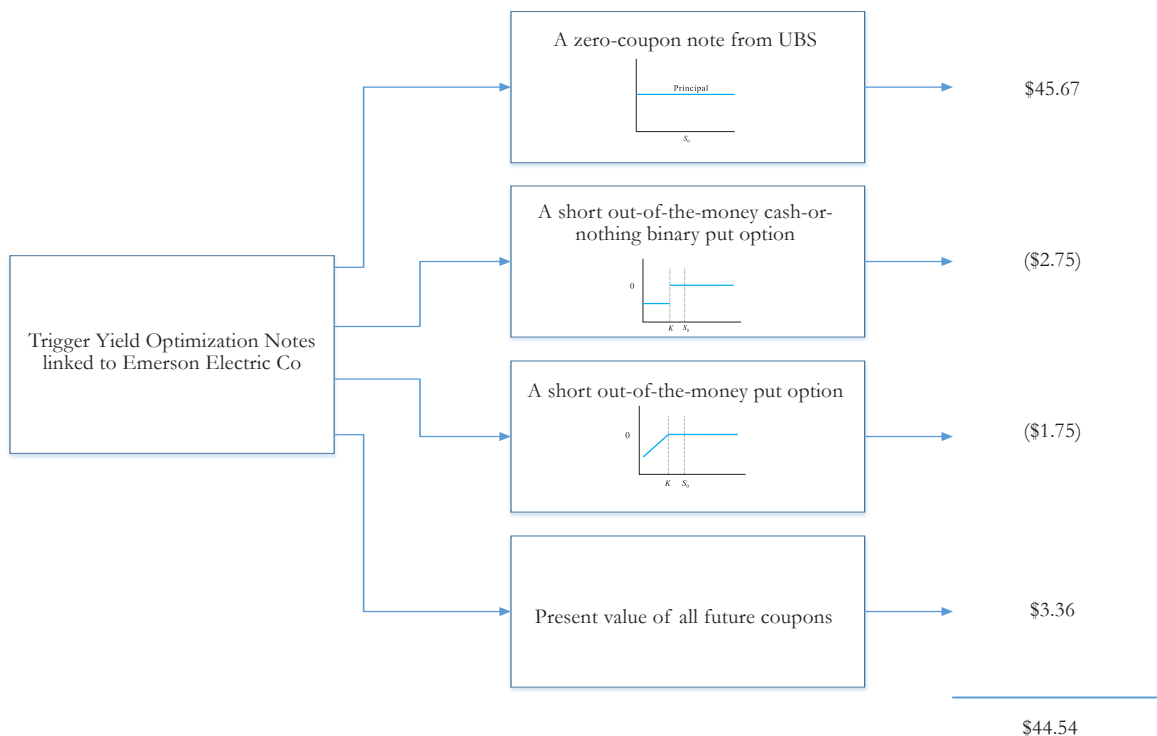 A zero-coupon note from UBS
Principal
S0
$45.67
A short out-of-the-money cash-or-
nothing binary put option
0
K S0
($2.75)
Trigger Yield Optimization Notes
linked to Emerson Electric Co
A short out-of-the-money put option
0
K S0
($1.75)
Present value of all future coupons
$3.36
$44.54